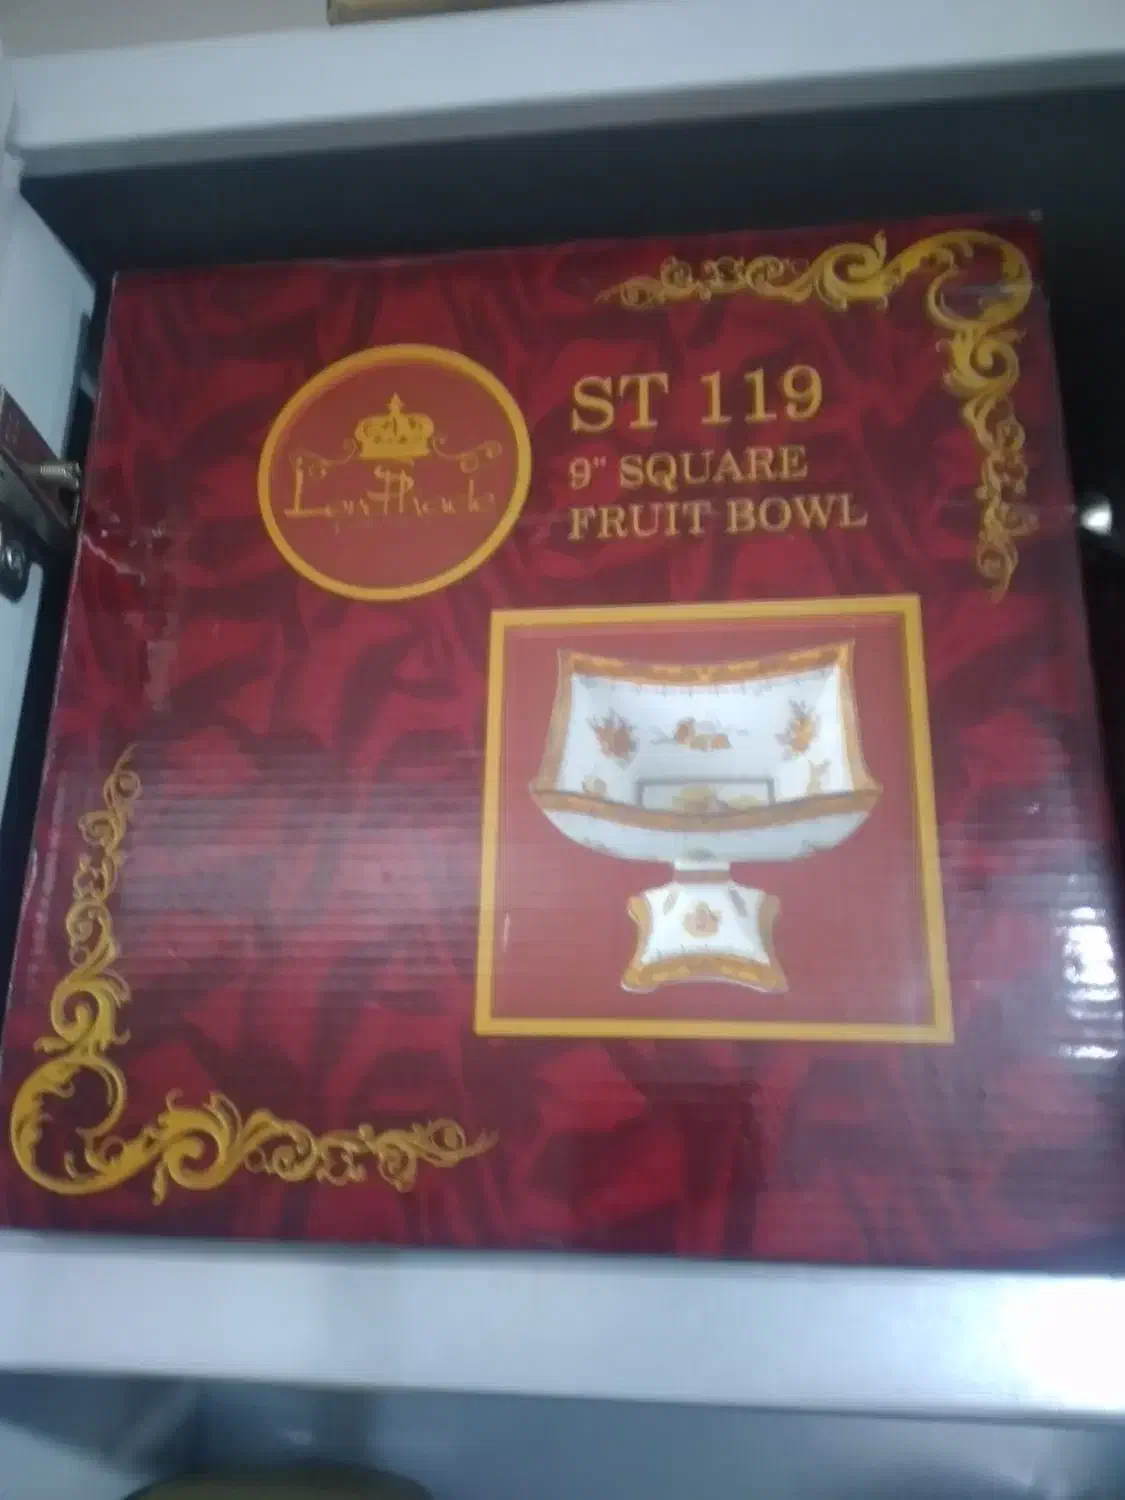 ST 119
9" SQUARE
FRUIT BOWL